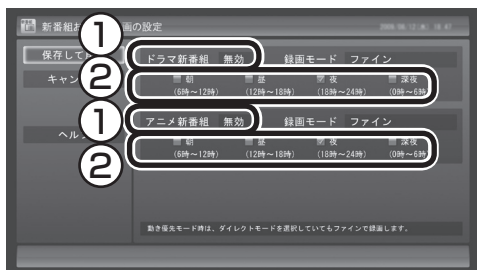 新番組お 画の設定
① 
保存して
ドラマ新番組 無効 録画モード ファイン
② 
キャン
朝 昼 夜 深夜
(6時～12時) (12時～18時) (18時～24時) (0時～6時)
① 
アニメ新番組 無効 録画モード ファイン
ヘル
② 
朝 昼 夜 深夜
(6時～12時) (12時～18時) (18時～24時) (0時～6時)
動き優先モード時は、ダイレクトモードを選択していてもファインで録画します。